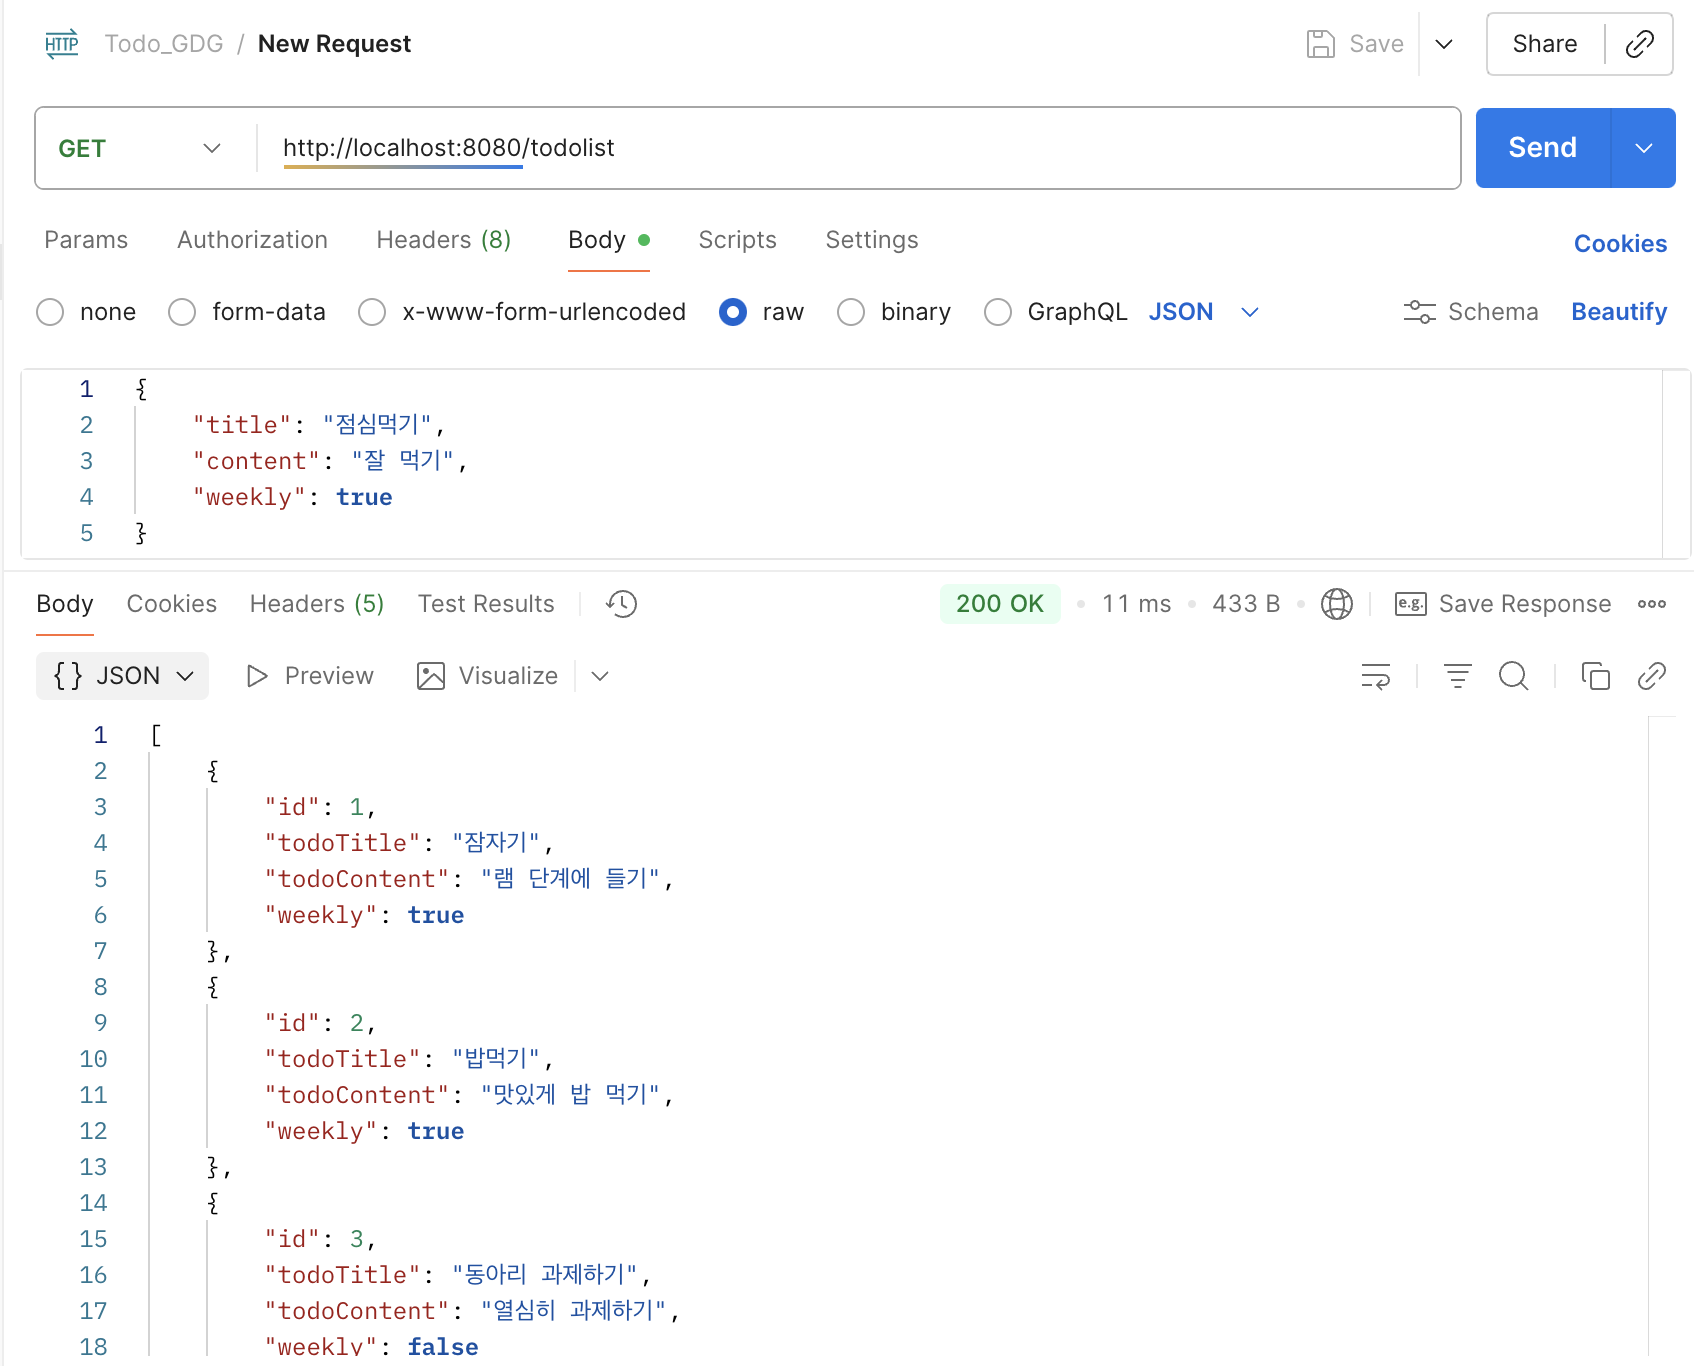 HTTP Todo_GDG / New Request Save Share
GET http://localhost:8080/todolist Send
Params Authorization Headers (8) Body Scripts Settings Cookies
none form-data x-www-form-urlencoded raw binary GraphQL JSON Schema Beautify
1 {
2 "title": "점심먹기",
3 "content": "잘 먹기",
4 "weekly": true
5 }
Body Cookies Headers (5) Test Results 200 OK • 11 ms • 433 B • e.g. Save Response
{} JSON Preview Visualize
1 [
2 {
3 "id": 1,
4 "todoTitle": "잠자기",
5 "todoContent": "램 단계에 들기",
6 "weekly": true
7 },
8 {
9 "id": 2,
10 "todoTitle": "밥먹기",
11 "todoContent": "맛있게 밥 먹기",
12 "weekly": true
13 },
14 {
15 "id": 3,
16 "todoTitle": "동아리 과제하기",
17 "todoContent": "열심히 과제하기",
18 "weekly": false